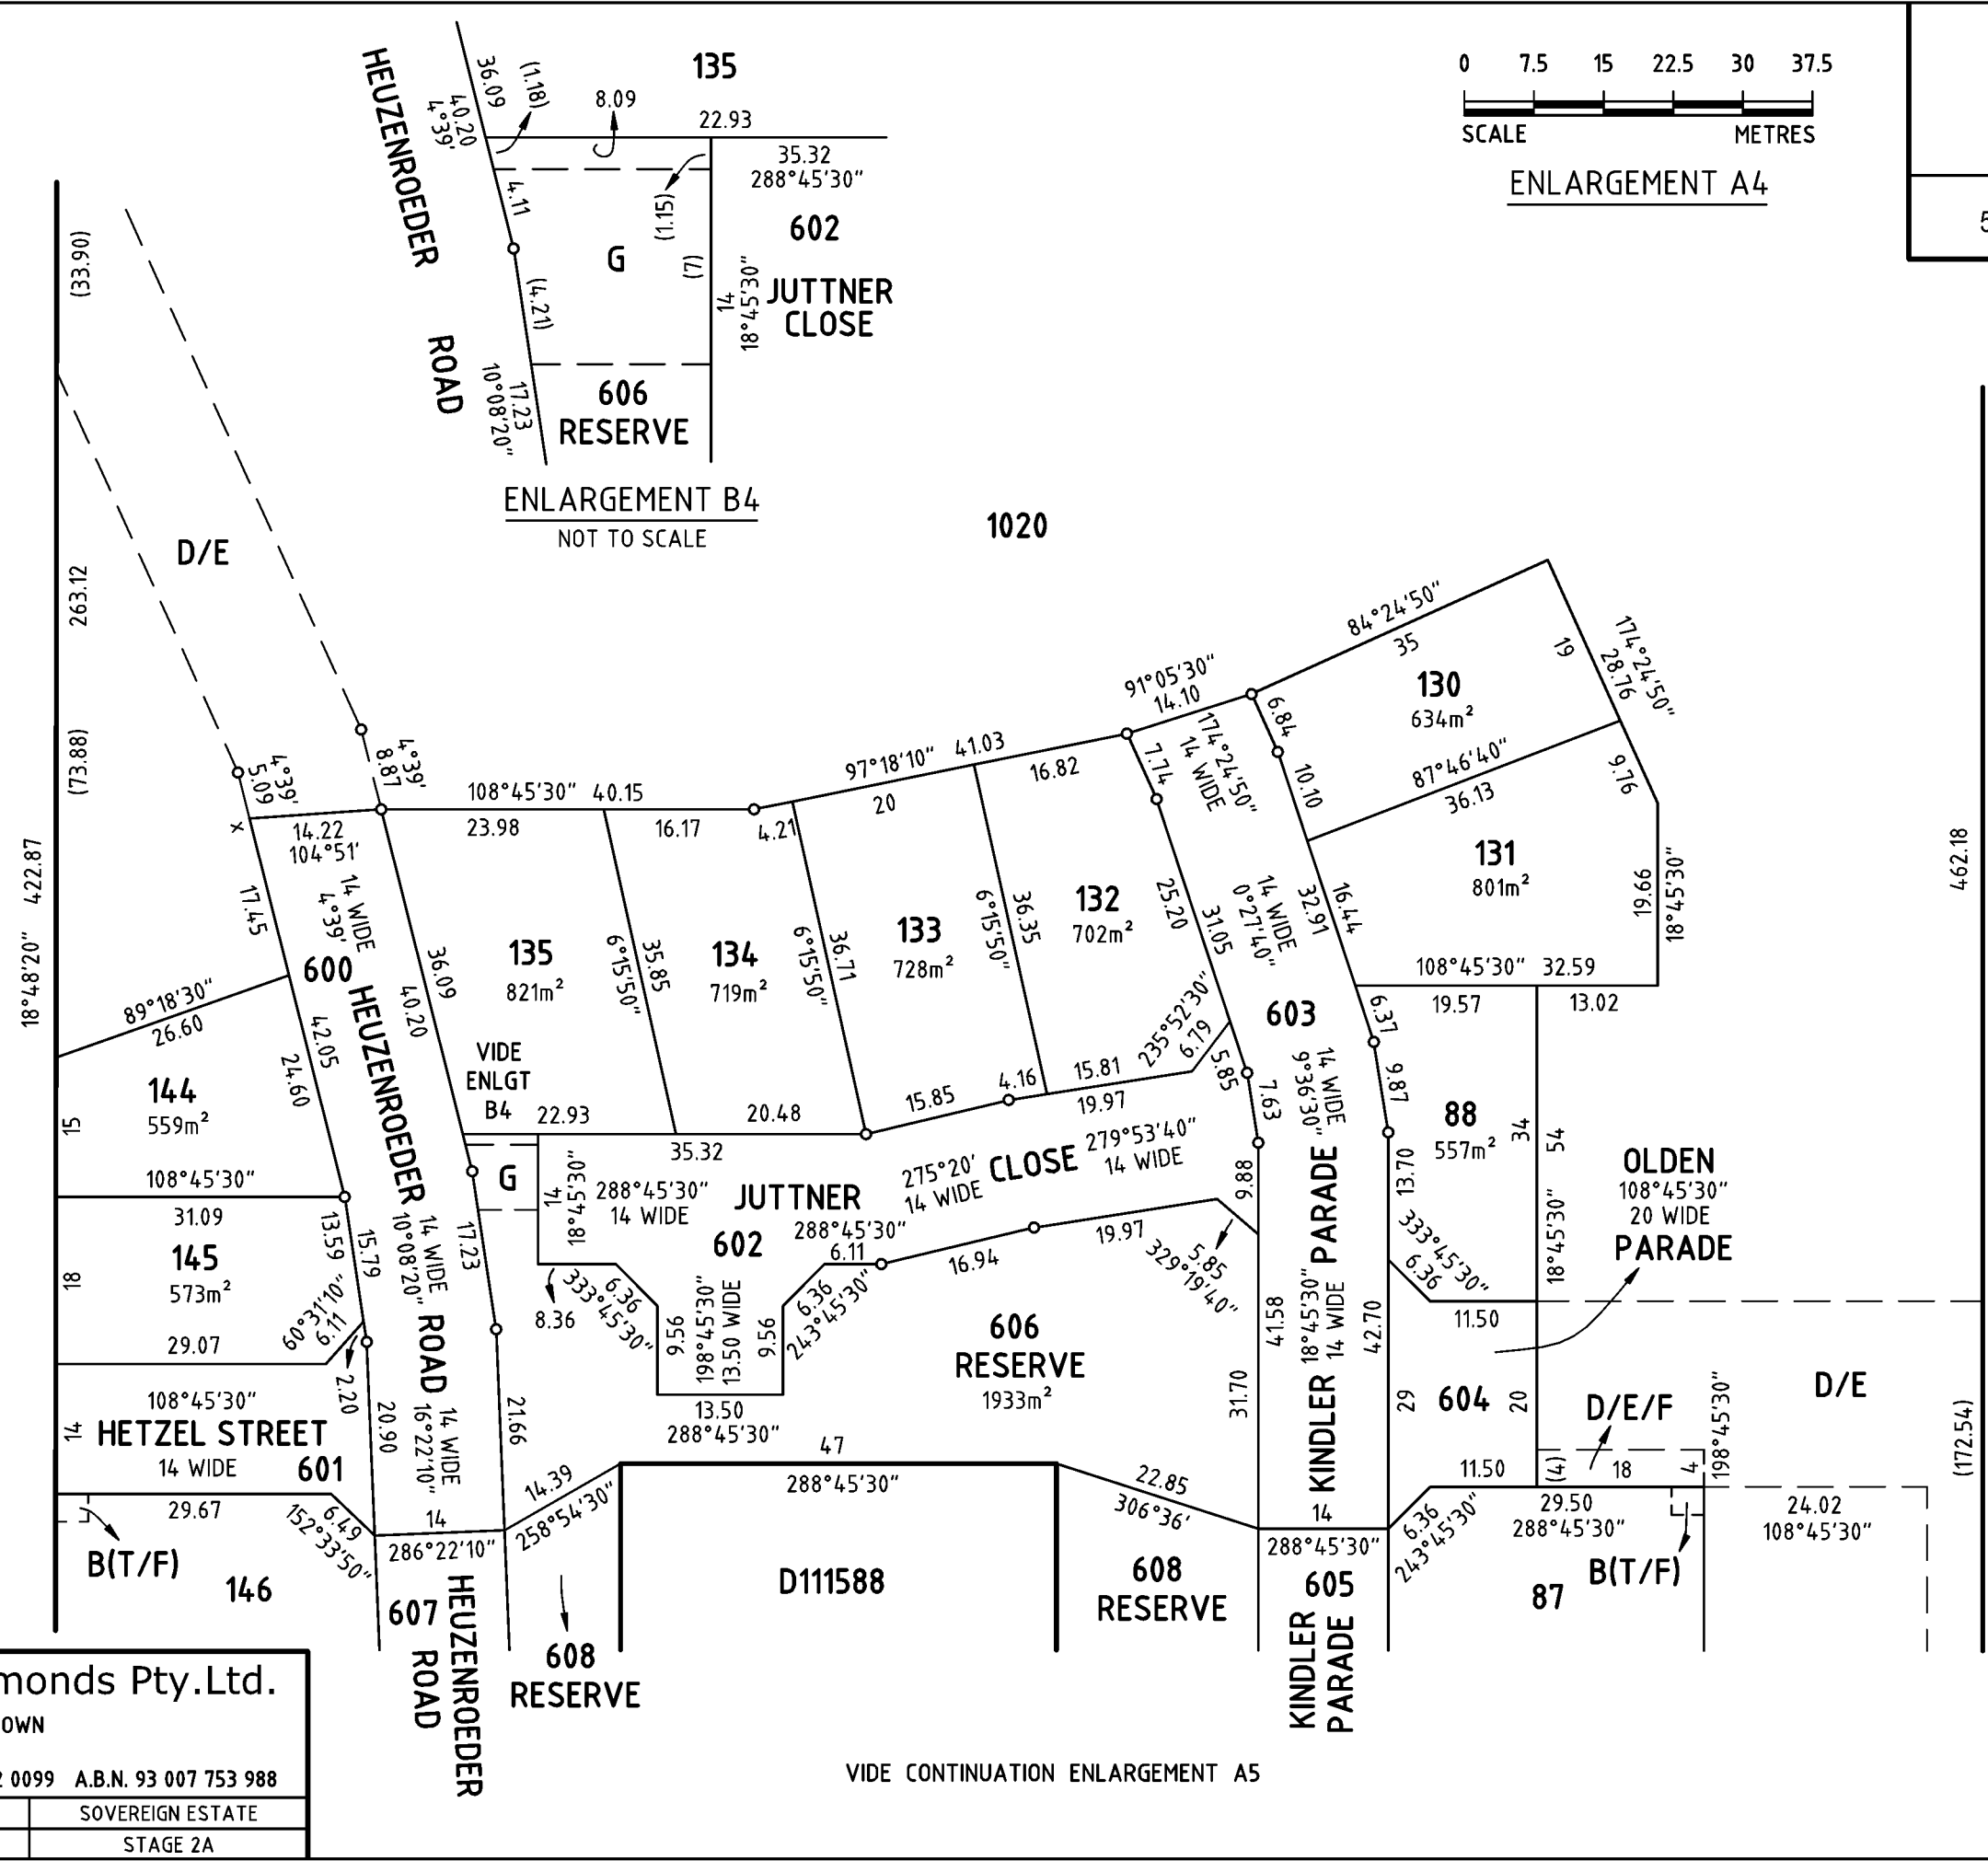 HEUZENROEDER
ROAD
36.09
40.20
4°39'
(1.18)
8.09
135
22.93
35.32
288°45'30"
4.11
(1.15)
602
G
(7)
14
18°45'30"
JUTTNER
CLOSE
(4.21)
17.23
10°08'20"
606
RESERVE
ENLARGEMENT B4
NOT TO SCALE
0 7.5 15 22.5 30 37.5
SCALE METRES
ENLARGEMENT A4
5
(33.90)
263.12
(73.88)
18°48'20" 422.87
D/E
1020
4°39'
5.09
4°39'
8.87
x
14.22
104°51'
108°45'30" 40.15
23.98
16.17
4.21
97°18'10" 41.03
20
16.82
91°05'30"
14.10
84°24'50"
35
19
174°24'50"
28.76
130
634m²
6.84
7.74
174°24'50"
14 WIDE
10.10
87°46'40"
36.13
9.76
131
801m²
19.66
18°45'30"
462.18
17.45
14 WIDE
4°39'
600
HEUZENROEDER
36.09
40.20
135
821m²
35.85
6°15'50"
134
719m²
36.71
6°15'50"
133
728m²
36.35
6°15'50"
132
702m²
25.20
31.05
14 WIDE
0°27'40"
32.91
16.44
108°45'30" 32.59
19.57
13.02
603
6.37
89°18'30"
26.60
42.05
24.60
144
559m²
15
VIDE
ENLGT
B4
22.93
20.48
15.85
4.16
15.81
235°52'30"
6.79
5.85
19.97
7.63
14 WIDE
9°36'30"
9.87
88
557m²
34
54
108°45'30"
31.09
G
14
18°45'30"
35.32
288°45'30"
14 WIDE
JUTTNER
275°20'
14 WIDE
CLOSE
279°53'40"
14 WIDE
9.88
PARADE
13.70
OLDEN
108°45'30"
20 WIDE
PARADE
18°45'30"
145
573m²
18
13.59
15.79
14 WIDE
10°08'20"
17.23
602
288°45'30"
6.11
16.94
19.97
5.85
329°19'40"
333°45'30"
6.36
11.50
60°31'10"
6.11
29.07
2.20
ROAD
8.36
333°45'30"
6.36
9.56
198°45'30"
13.50 WIDE
9.56
6.36
243°45'30"
13.50
288°45'30"
606
RESERVE
1933m²
31.70
41.58
18°45'30"
14 WIDE
KINDLER
42.70
29
604
20
D/E/F
198°45'30"
D/E
(172.54)
108°45'30"
HETZEL STREET
14 WIDE
14
601
20.90
14 WIDE
16°22'10"
21.66
47
288°45'30"
14.39
258°54'30"
22.85
306°36'
11.50
(4)
18
4
29.67
6.49
152°33'50"
14
286°22'10"
14
288°45'30"
6.36
243°45'30"
29.50
288°45'30"
24.02
108°45'30"
B(T/F)
146
607
HEUZENROEDER
ROAD
608
RESERVE
D111588
608
RESERVE
605
KINDLER
PARADE
87
B(T/F)
monds Pty.Ltd.
OWN
2 0099 A.B.N. 93 007 753 988
SOVEREIGN ESTATE
STAGE 2A
VIDE CONTINUATION ENLARGEMENT A5